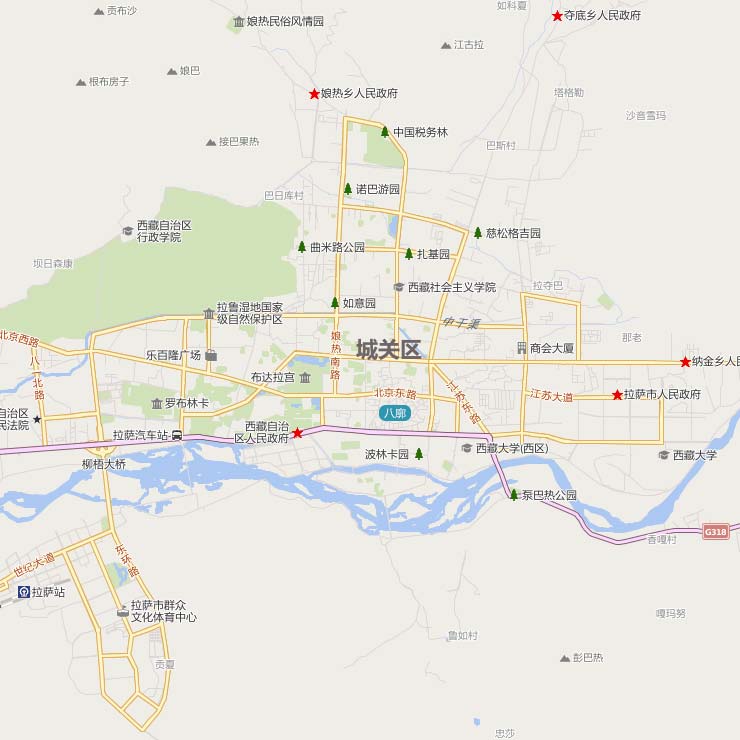 贡布沙
如科夏
夺底乡人民政府
娘热民俗风情园
江古拉
娘巴
根布房子
娘热乡人民政府
塔格勒
沙音雪玛
中国税务林
接巴果热
巴斯村
诺巴游园
巴日库村
西藏自治区
行政学院
慈松格吉园
曲米路公园
扎基园
坝日森康
西藏社会主义学院
拉夺巴
拉鲁湿地国家
级自然保护区
如意园
中干渠
北京西路
娘热南路
那老
城关区
商会大厦
乐百隆广场
纳金乡人民
八一北路
布达拉宫
北京东路
江苏东路
江苏大道
拉萨市人民政府
罗布林卡
八廓
自治区
民法院
西藏自治
区人民政府
拉萨汽车站
波林卡园
西藏大学(西区)
西藏大学
柳梧大桥
泵巴热公园
G318
香嘎村
东环路
世纪大道
拉萨站
拉萨市群众
文化体育中心
嘎玛努
鲁如村
贡夏
彭巴热
忠莎